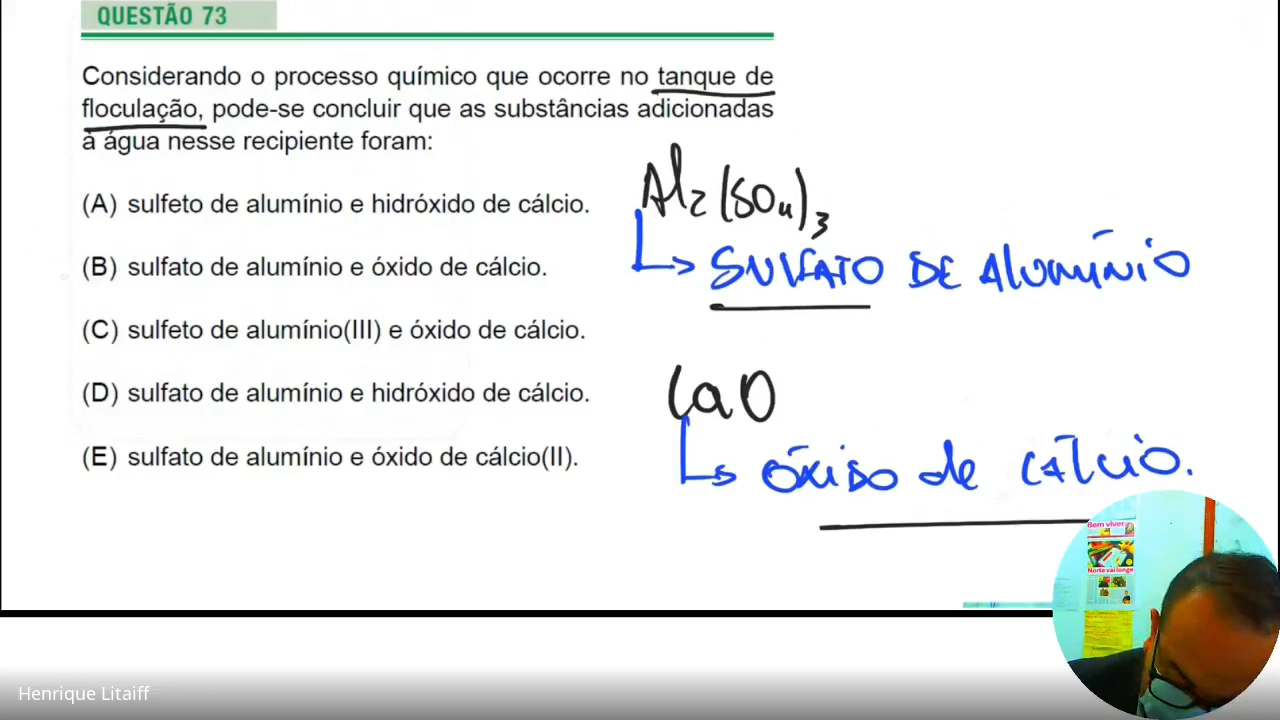 QUESTÃO 73
Considerando o processo químico que ocorre no tanque de
floculação, pode-se concluir que as substâncias adicionadas
à água nesse recipiente foram:
(A) sulfeto de alumínio e hidróxido de cálcio.
Al2(SO4)3
SULFATO DE ALUMÍNIO
(B) sulfato de alumínio e óxido de cálcio.
(C) sulfeto de alumínio(III) e óxido de cálcio.
(D) sulfato de alumínio e hidróxido de cálcio.
CaO
(E) sulfato de alumínio e óxido de cálcio(II).
ÓXIDO de CÁLCIO.
Bem viver
Norte vai longe
Henrique Litaiff